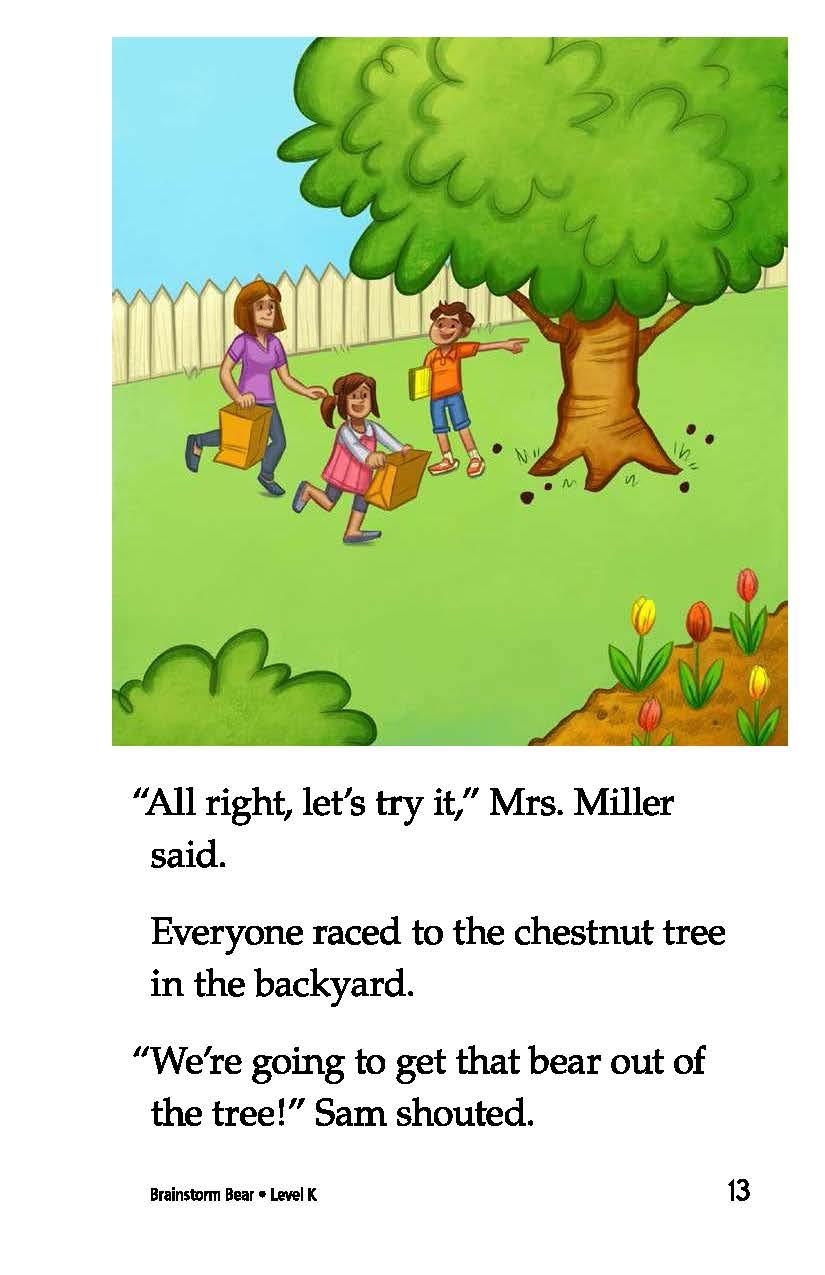 “All right, let’s try it,” Mrs. Miller
said.
Everyone raced to the chestnut tree
in the backyard.
“We’re going to get that bear out of
the tree!” Sam shouted.
Brainstorm Bear • Level K 13